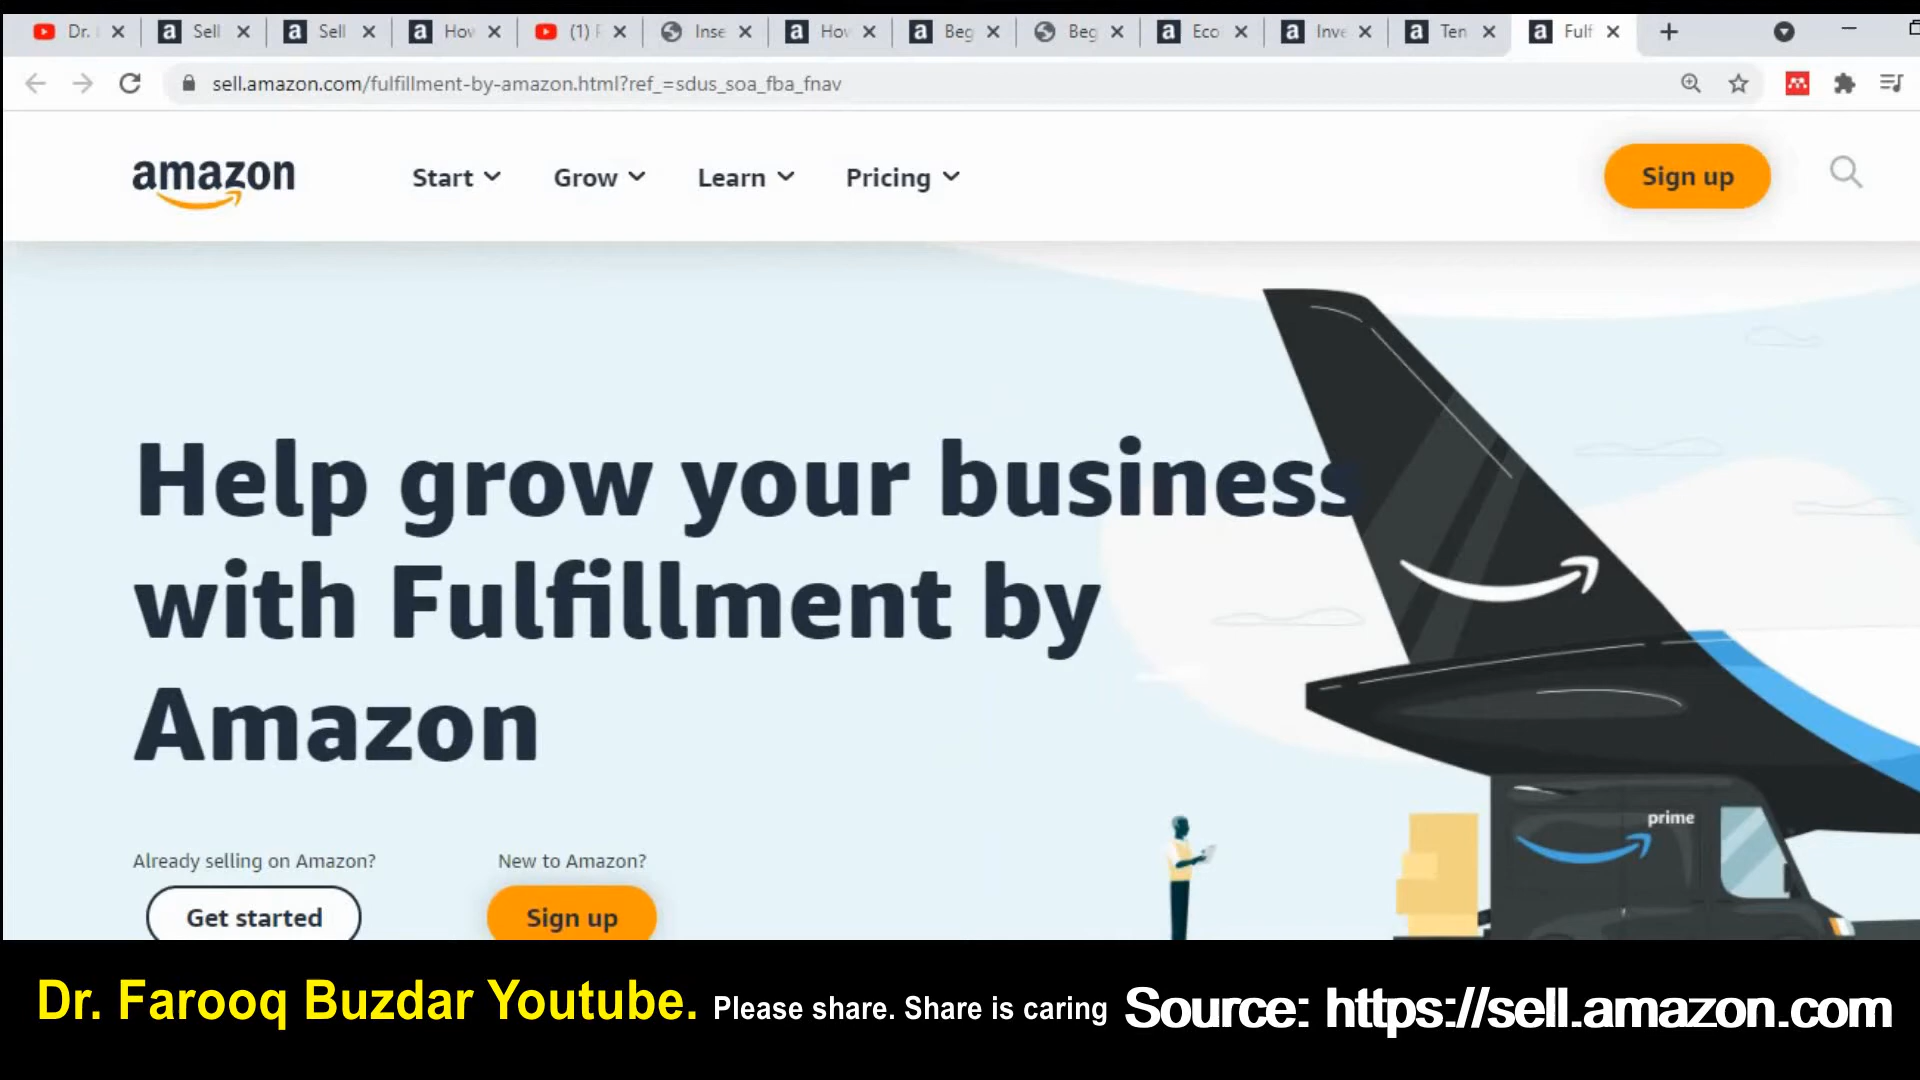 Dr. Sell Sell How (1) Inse How Beg Beg Eco Inve Ten Fulf
sell.amazon.com/fulfillment-by-amazon.html?ref_=sdus_soa_fba_fnav
amazon Start Grow Learn Pricing Sign up
Help grow your business
with Fulfillment by
Amazon
prime
Already selling on Amazon? New to Amazon?
Get started Sign up
Dr. Farooq Buzdar Youtube. Please share. Share is caring Source: https://sell.amazon.com